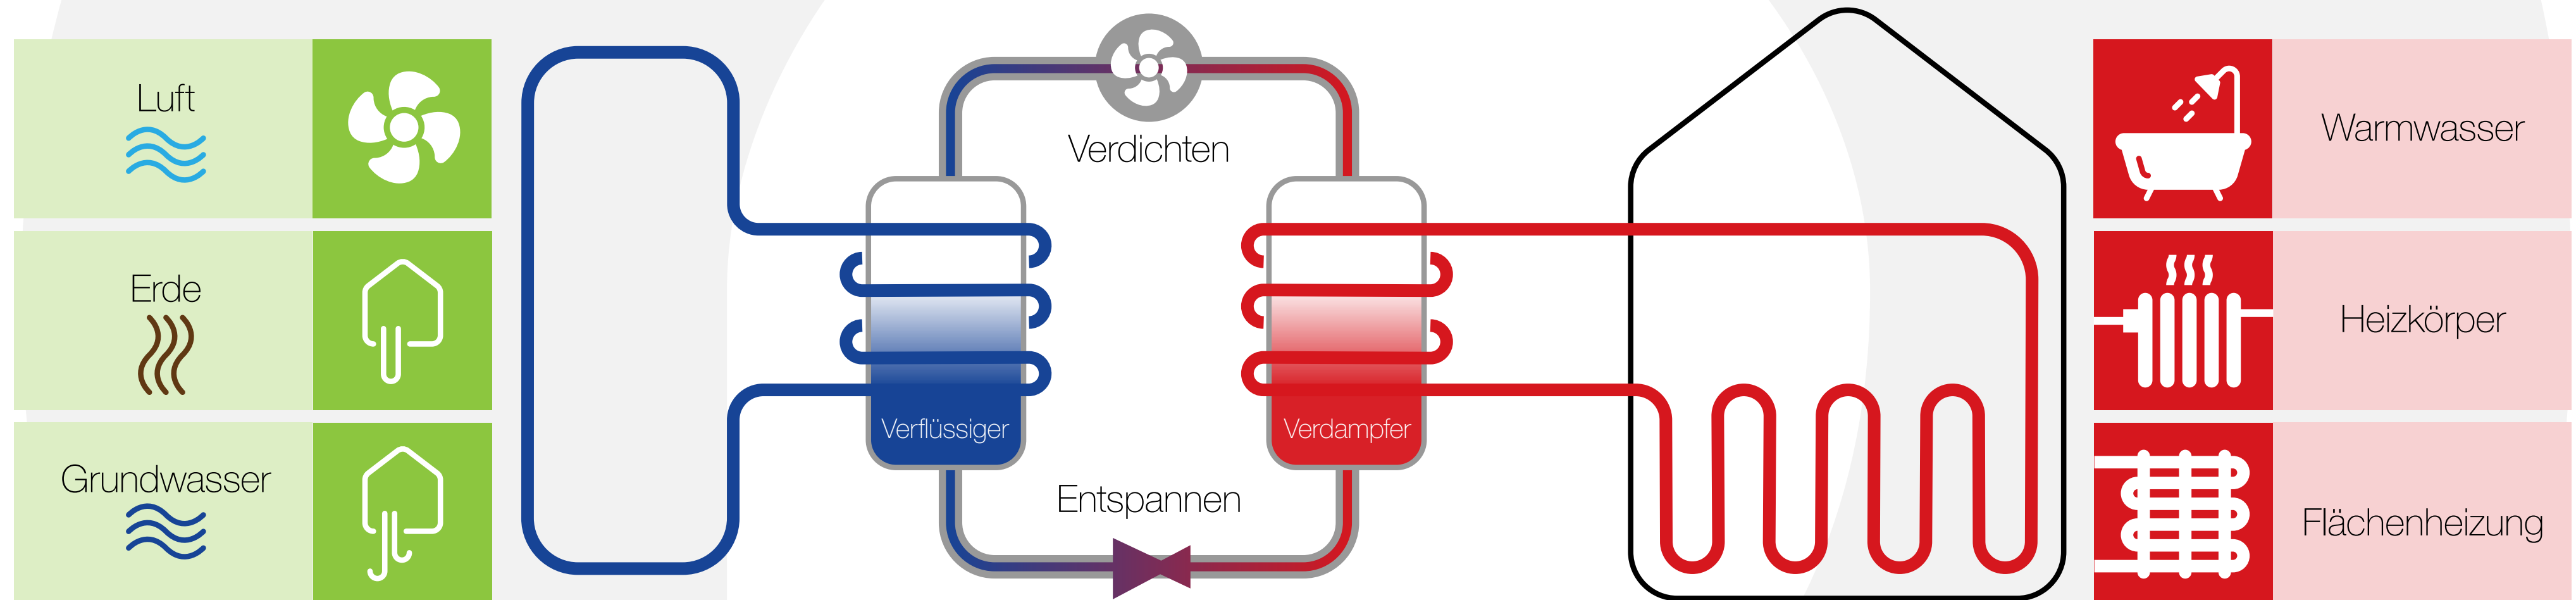 Luft
Erde
Grundwasser
Verdichten
Verflüssiger
Verdampfer
Entspannen
Warmwasser
Heizkörper
Flächenheizung